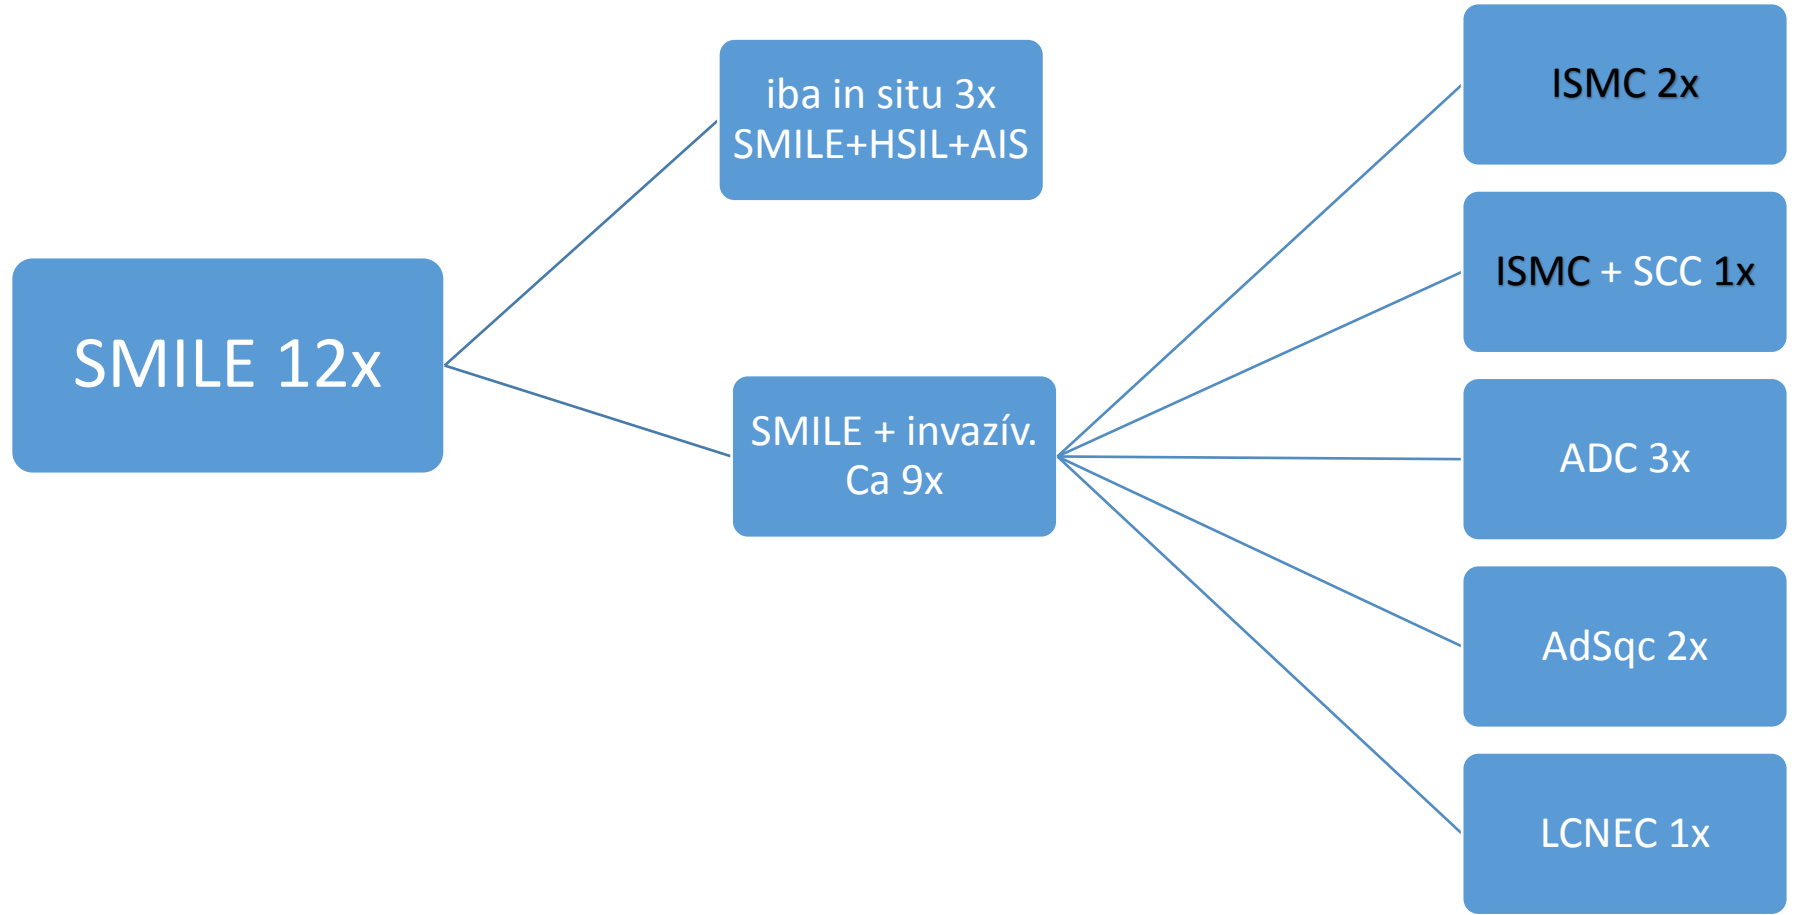 SMILE 12x
iba in situ 3x
SMILE+HSIL+AIS
SMILE + invazív.
Ca 9x
ISMC 2x
ISMC + SCC 1x
ADC 3x
AdSqc 2x
LCNEC 1x